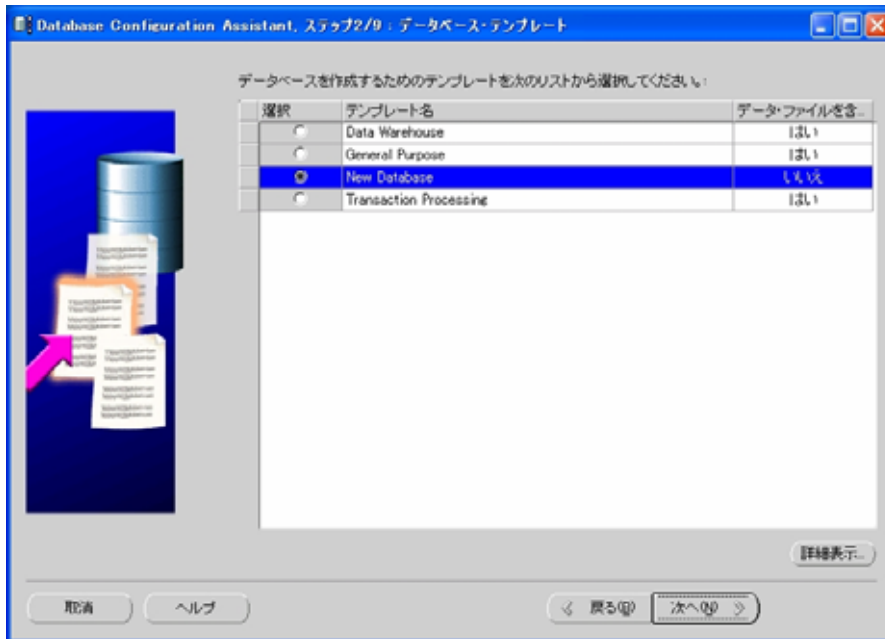 Database Configuration Assistant, ステップ2/9 : データベース・テンプレート
データベースを作成するためのテンプレートを次のリストから選択してください:
選択 テンプレート名 データ・ファイルを含...
Data Warehouse はい
General Purpose はい
New Database いいえ
Transaction Processing はい
詳細表示...
取消 ヘルプ 戻る(B) 次へ(N)